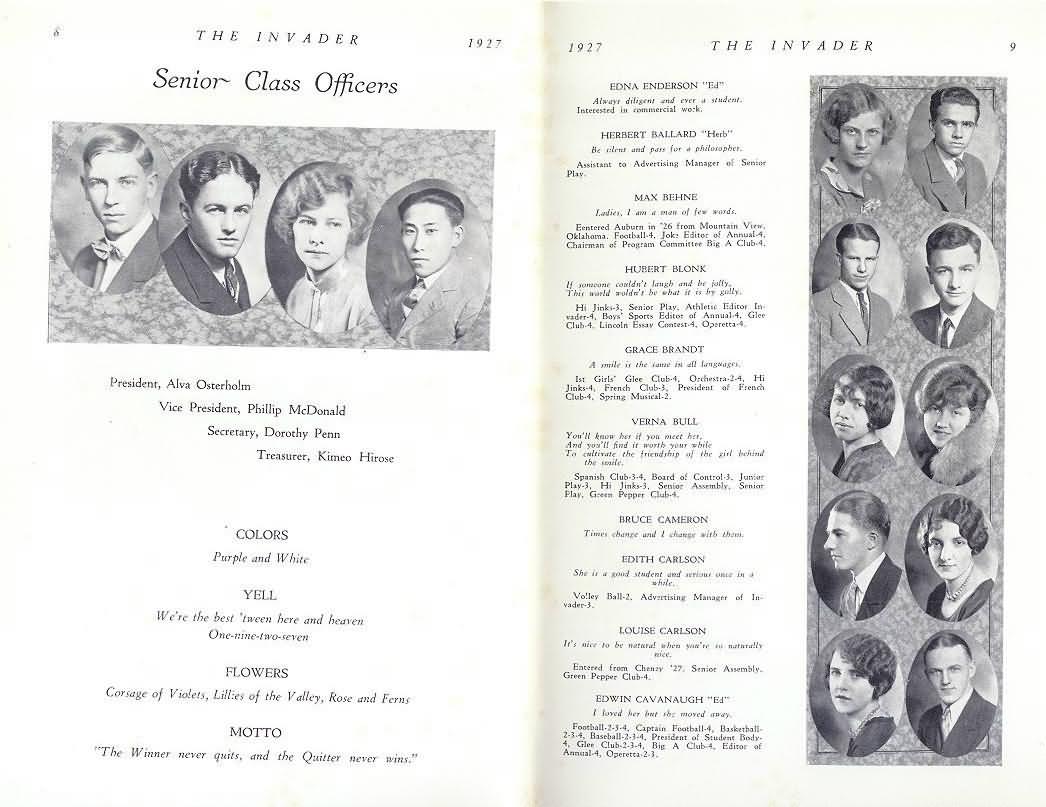 8
THE INVADER
1927
Senior Class Officers
President, Alva Osterholm
Vice President, Phillip McDonald
Secretary, Dorothy Penn
Treasurer, Kimeo Hirose
COLORS
Purple and White
YELL
We're the best 'tween here and heaven
One-nine-two-seven
FLOWERS
Corsage of Violets, Lillies of the Valley, Rose and Ferns
MOTTO
"The Winner never quits, and the Quitter never wins."
1927
THE INVADER
9
EDNA ENDERSON "Ed"
Always diligent and ever a student.
Interested in commercial work.
HERBERT BALLARD "Herb"
Be silent and pass for a philosopher.
Assistant to Advertising Manager of Senior
Play.
MAX BEHNE
Ladies, I am a man of few words.
Eentered Auburn in '26 from Mountain View,
Oklahoma, Football-4, Joke Editor of Annual-4,
Chairman of Program Committee Big A Club-4.
HUBERT BLONK
If someone couldn't laugh and be jolly,
This world woldn't be what it is by golly.
Hi Jinks-3, Senior Play, Athletic Editor In-
vader-4, Boys' Sports Editor of Annual-4, Glee
Club-4, Lincoln Essay Contest-4, Operetta-4.
GRACE BRANDT
A smile is the same in all languages.
Ist Girls' Glee Club-4, Orchestra-2-4, Hi
Jinks-4, French Club-3, President of French
Club-4, Spring Musical-2.
VERNA BULL
You'll know her if you meet her,
And you'll find it worth your while
To cultivate the friendship of the girl behind
the smile.
Spanish Club-3-4, Board of Control-3, Junior
Play-3, Hi Jinks-3, Senior Assembly, Senior
Play, Green Pepper Club-4.
BRUCE CAMERON
Times change and I change with them.
EDITH CARLSON
She is a good student and serious once in a
while.
Volley Ball-2, Advertising Manager of In-
vader-3.
LOUISE CARLSON
It's nice to be natural when you're so naturally
nice.
Entered from Cheney '27, Senior Assembly,
Green Pepper Club-4.
EDWIN CAVANAUGH "Ed"
I loved her but she moved away.
Football-2-3-4, Captain Football-4, Basketball-
2-3-4, Baseball-2-3-4, President of Student Body-
4, Glee Club-2-3-4, Big A Club-4, Editor of
Annual-4, Operetta-2-3.